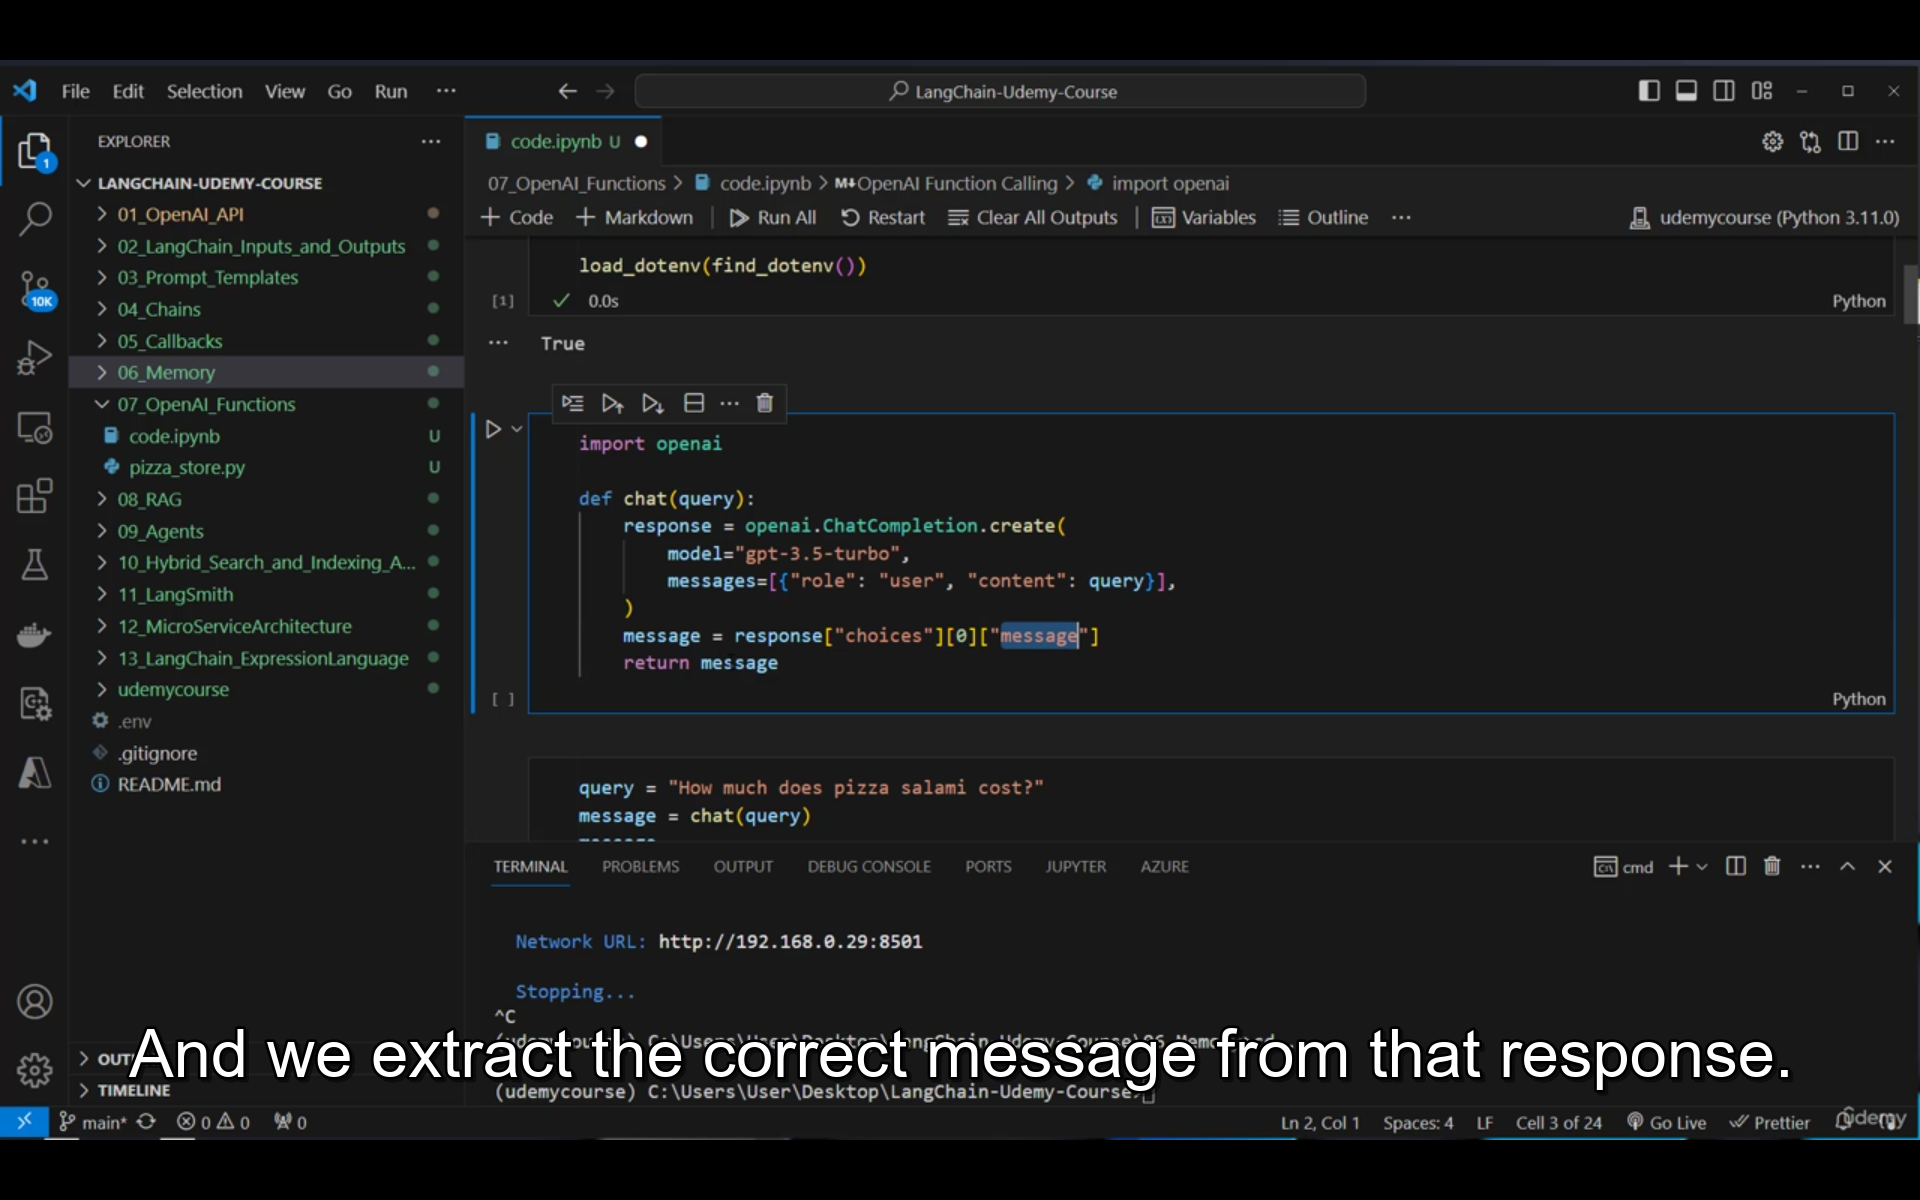 File Edit Selection View Go Run ···
LangChain-Udemy-Course
EXPLORER
LANGCHAIN-UDEMY-COURSE
01_OpenAI_API
02_LangChain_Inputs_and_Outputs
03_Prompt_Templates
04_Chains
05_Callbacks
06_Memory
07_OpenAI_Functions
code.ipynb U
pizza_store.py U
08_RAG
09_Agents
10_Hybrid_Search_and_Indexing_A...
11_LangSmith
12_MicroServiceArchitecture
13_LangChain_ExpressionLanguage
udemycourse
.env
.gitignore
README.md
TIMELINE
1
10K
code.ipynb U
07_OpenAI_Functions > code.ipynb > M↓OpenAI Function Calling > import openai
+ Code + Markdown Run All Restart Clear All Outputs Variables Outline ··· udemycourse (Python 3.11.0)
load_dotenv(find_dotenv())
[1] ✓ 0.0s Python
··· True
import openai
def chat(query):
response = openai.ChatCompletion.create(
model="gpt-3.5-turbo",
messages=[{"role": "user", "content": query}],
)
message = response["choices"][0]["message"]
return message
[ ] Python
query = "How much does pizza salami cost?"
message = chat(query)
TERMINAL PROBLEMS OUTPUT DEBUG CONSOLE PORTS JUPYTER AZURE cmd
Network URL: http://192.168.0.29:8501
Stopping...
^C
And we extract the correct message from that response.
(udemycourse) C:\Users\User\Desktop\LangChain-Udemy-Course>
main* 0 0 0 Ln 2, Col 1 Spaces: 4 LF Cell 3 of 24 Go Live Prettier
udemy